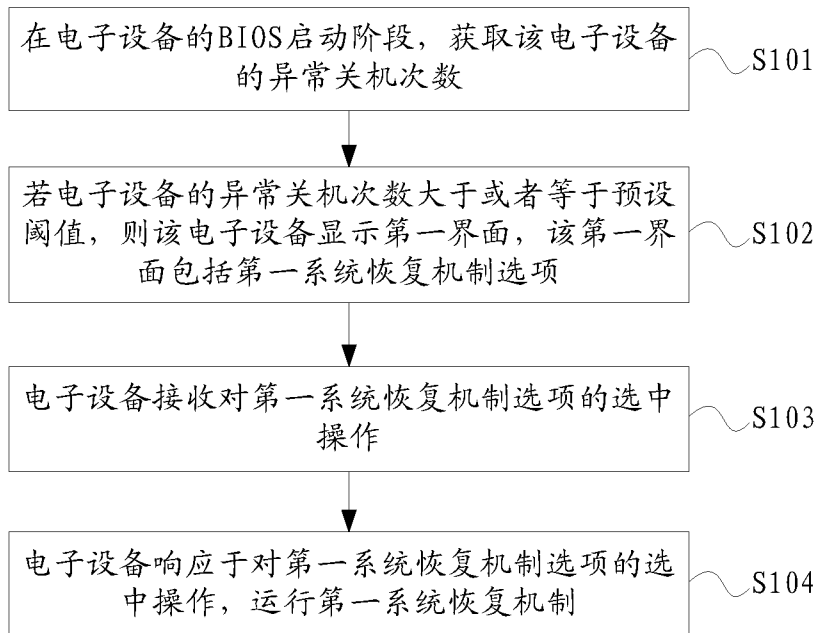 在电子设备的BIOS启动阶段，获取该电子设备
的异常关机次数
S101
若电子设备的异常关机次数大于或者等于预设
阈值，则该电子设备显示第一界面，该第一界
面包括第一系统恢复机制选项
S102
电子设备接收对第一系统恢复机制选项的选中
操作
S103
电子设备响应于对第一系统恢复机制选项的选
中操作，运行第一系统恢复机制
S104